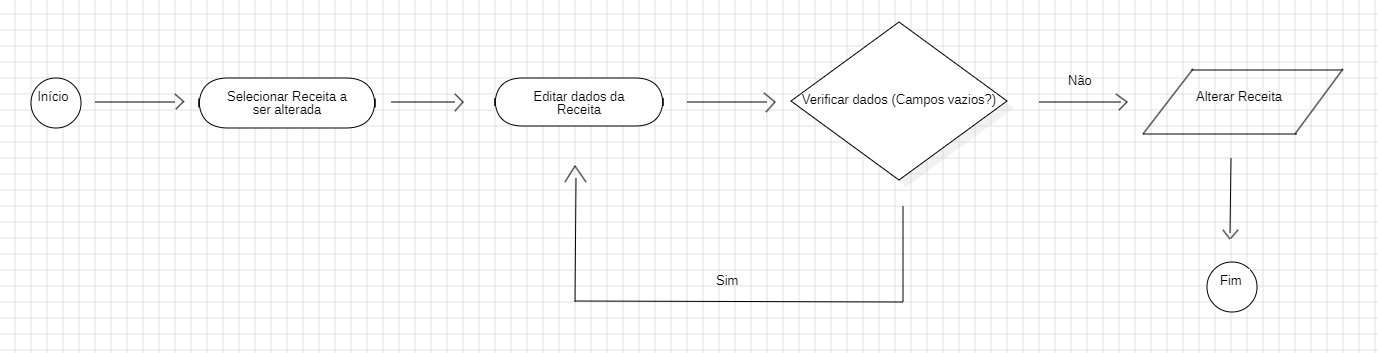 Início
Selecionar Receita a
ser alterada
Editar dados da
Receita
Verificar dados (Campos vazios?)
Não
Alterar Receita
Sim
Fim